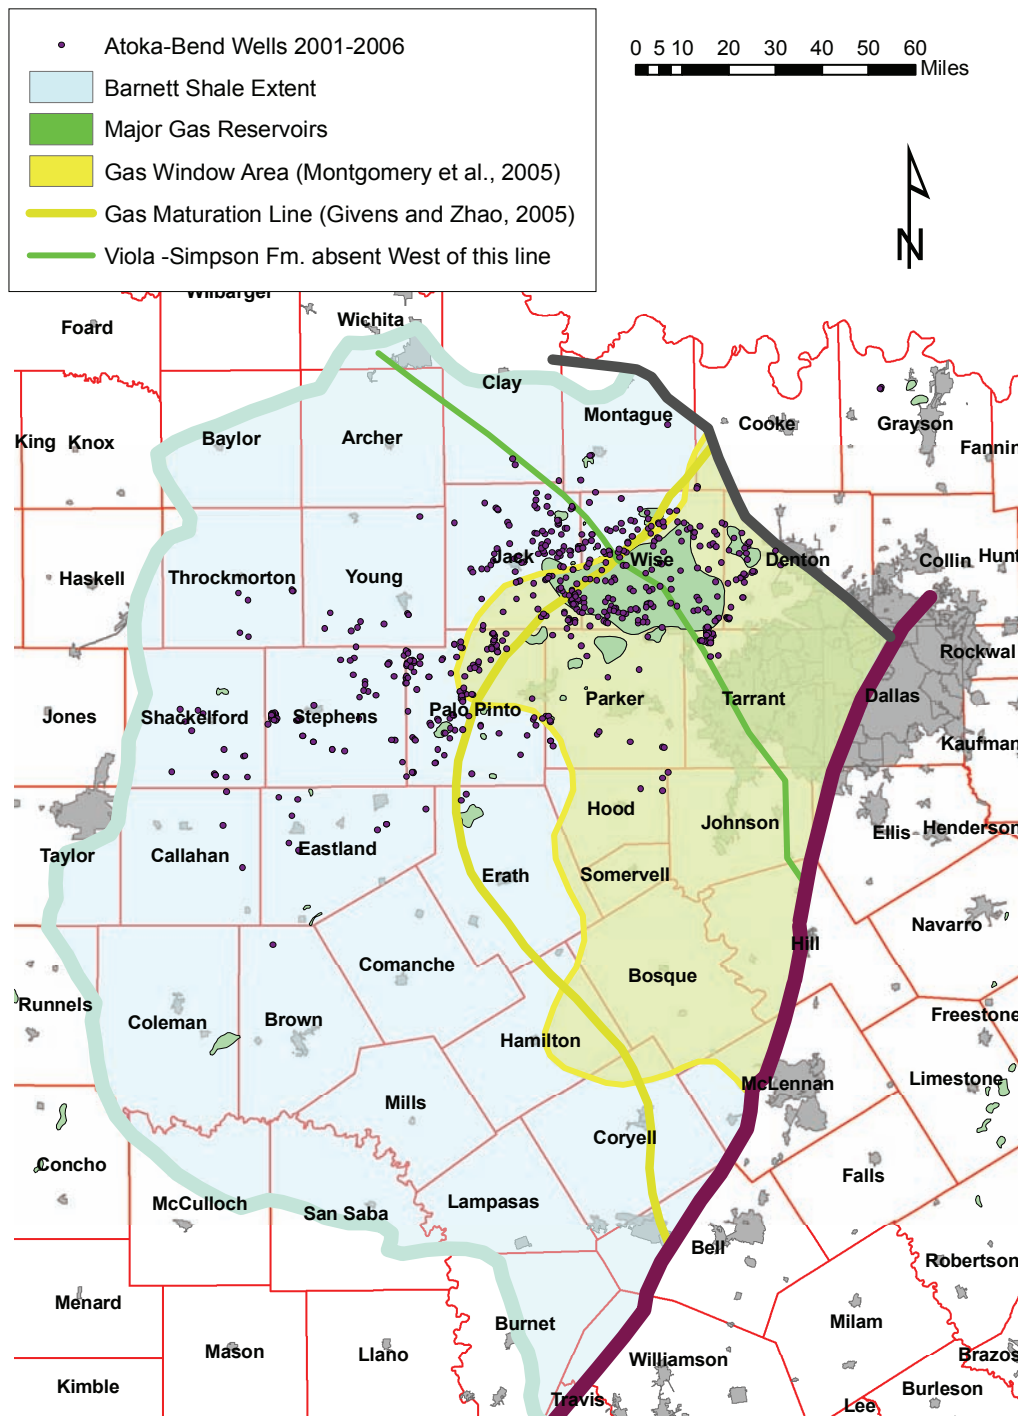 Atoka-Bend Wells 2001-2006
Barnett Shale Extent
Major Gas Reservoirs
Gas Window Area (Montgomery et al., 2005)
Gas Maturation Line (Givens and Zhao, 2005)
Viola -Simpson Fm. absent West of this line
0 5 10 20 30 40 50 60
Miles
N
Wilbarger
Wichita
Foard
Clay
Montague
Cooke
Grayson
Fannin
King
Knox
Baylor
Archer
Haskell
Throckmorton
Young
Jack
Wise
Denton
Collin
Hunt
Rockwal
Jones
Shackelford
Stephens
Palo Pinto
Parker
Tarrant
Dallas
Kaufman
Hood
Johnson
Ellis
Henderson
Taylor
Callahan
Eastland
Erath
Somervell
Navarro
Hill
Comanche
Bosque
Runnels
Coleman
Brown
Hamilton
Freestone
McLennan
Limestone
Mills
Coryell
Concho
Falls
McCulloch
San Saba
Lampasas
Bell
Robertson
Menard
Burnet
Milam
Mason
Llano
Williamson
Brazos
Kimble
Travis
Burleson
Lee